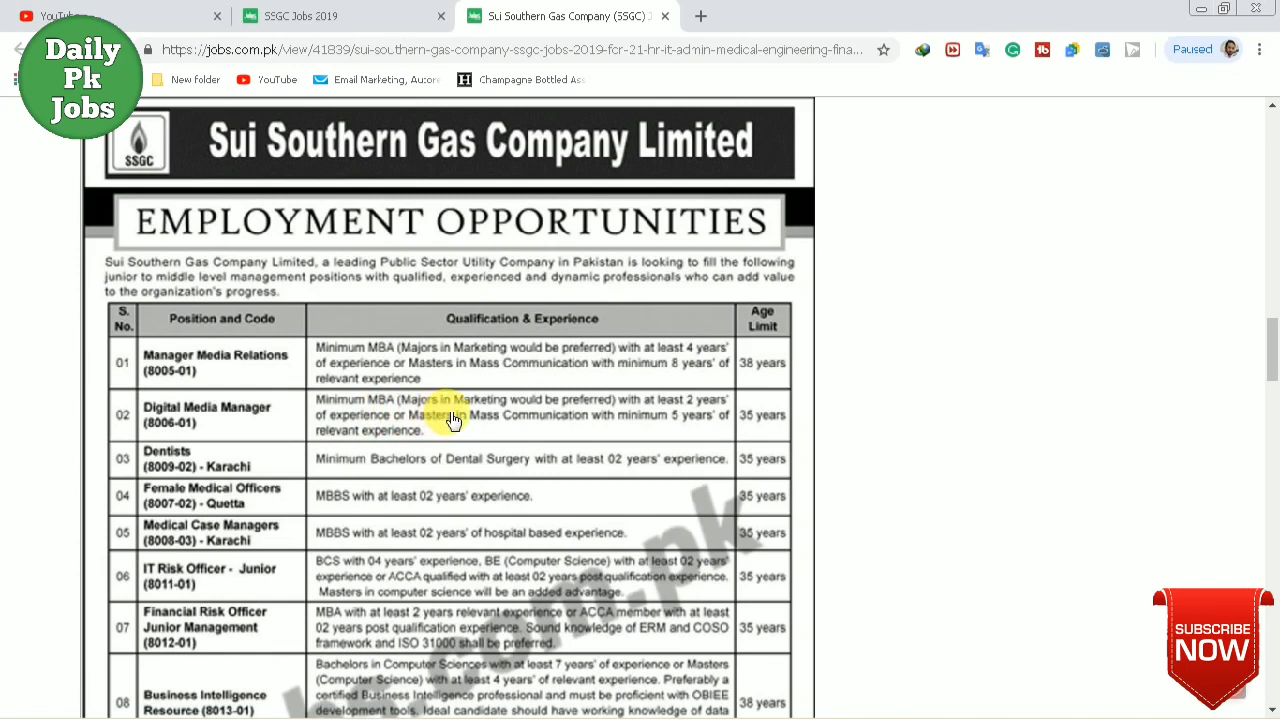 YouTube
SSGC Jobs 2019
Sui Southern Gas Company (SSGC) J
https://jobs.com.pk/view/41839/sui-southern-gas-company-ssgc-jobs-2019-for-21-hr-it-admin-medical-engineering-fina...
Paused
New folder
YouTube
Email Marketing, Autore
Champagne Bottled As
Daily
Pk
Jobs
SSGC
Sui Southern Gas Company Limited
EMPLOYMENT OPPORTUNITIES
Sui Southern Gas Company Limited, a leading Public Sector Utility Company in Pakistan is looking to fill the following
junior to middle level management positions with qualified, experienced and dynamic professionals who can add value
to the organization's progress.
S. No. Position and Code Qualification & Experience Age Limit
01 Manager Media Relations (8005-01)
Minimum MBA (Majors in Marketing would be preferred) with at least 4 years'
of experience or Masters in Mass Communication with minimum 8 years' of
relevant experience
38 years
02 Digital Media Manager (8006-01)
Minimum MBA (Majors in Marketing would be preferred) with at least 2 years'
of experience or Masters in Mass Communication with minimum 5 years' of
relevant experience.
35 years
03 Dentists (8009-02) - Karachi
Minimum Bachelors of Dental Surgery with at least 02 years' experience.
35 years
04 Female Medical Officers (8007-02) - Quetta
MBBS with at least 02 years' experience.
35 years
05 Medical Case Managers (8008-03) - Karachi
MBBS with at least 02 years' of hospital based experience.
35 years
06 IT Risk Officer - Junior (8011-01)
BCS with 04 years' experience, BE (Computer Science) with at least 02 years'
experience or ACCA qualified with at least 02 years post qualification experience.
Masters in computer science will be an added advantage.
35 years
07 Financial Risk Officer Junior Management (8012-01)
MBA with at least 2 years relevant experience or ACCA member with at least
02 years post qualification experience. Sound knowledge of ERM and COSO
framework and ISO 31000 shall be preferred
35 years
08 Business Intelligence Resource (8013-01)
Bachelors in Computer Sciences with at least 7 years' of experience or Masters
(Computer Science) with at least 4 years' of relevant experience. Preferably a
certified Business Intelligence professional and must be proficient with OBIEE
development tools. Ideal candidate should have working knowledge of data
38 years
SUBSCRIBE
NOW